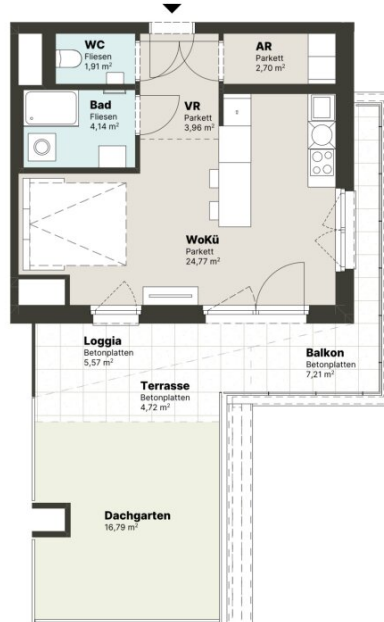 WC
Fliesen
1,91 m²
AR
Parkett
2,70 m²
Bad
Fliesen
4,14 m²
VR
Parkett
3,96 m²
WoKü
Parkett
24,77 m²
Loggia
Betonplatten
5,57 m²
Balkon
Betonplatten
7,21 m²
Terrasse
Betonplatten
4,72 m²
Dachgarten
16,79 m²